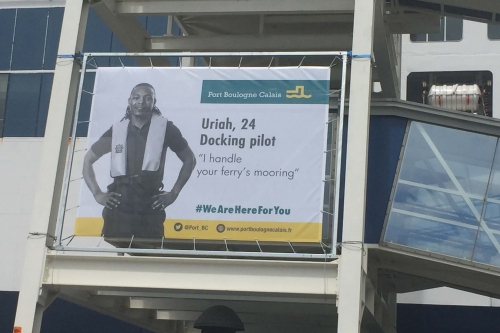 Port Boulogne Calais
Uriah, 24
Docking pilot
"I handle
your ferry's mooring"
#WeAreHereForYou
@Port_BC
www.portboulognecalais.fr